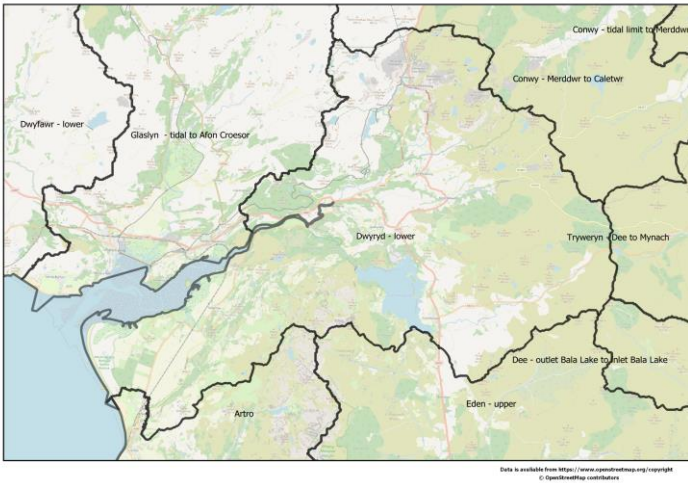 Conwy - tidal limit to Merddwr
Conwy - Merddwr to Caletwr
Dwyfawr - lower
Glaslyn - tidal to Afon Croesor
Dwyryd - lower
Tryweryn - Dee to Mynach
Dee - outlet Bala Lake to inlet Bala Lake
Eden - upper
Artro
Data is available from https://www.openstreetmap.org/copyright
© OpenStreetMap contributors